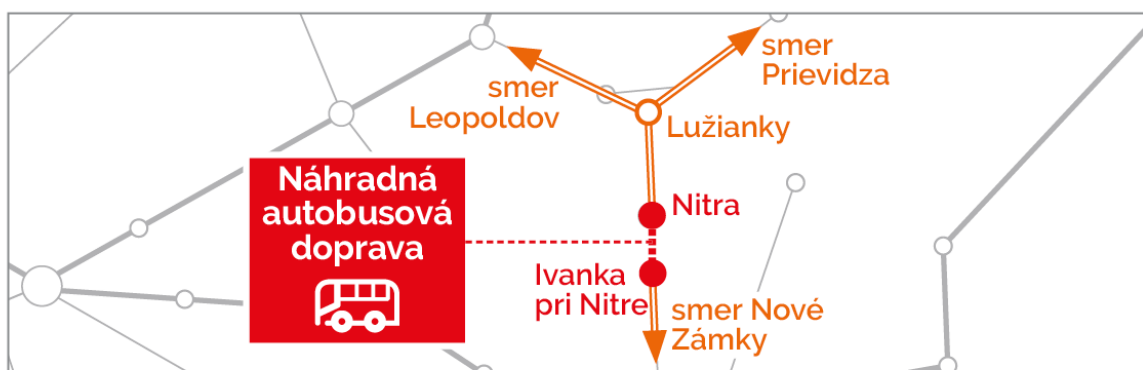 smer
Prievidza
smer
Leopoldov
Lužianky
Náhradná
autobusová
doprava
Nitra
Ivanka
pri Nitre
smer Nové
Zámky